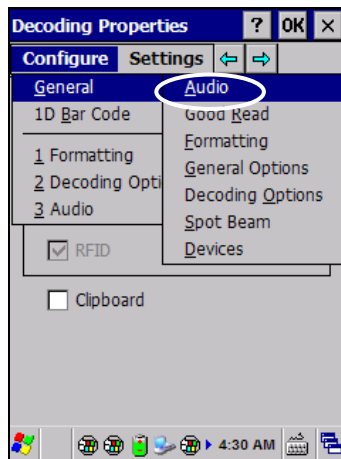 Decoding Properties ? OK ×
Configure Settings
General
1D Bar Code
1 Formatting
2 Decoding Opti
3 Audio
Audio
Good Read
Formatting
General Options
Decoding Options
Spot Beam
Devices
RFID
Clipboard
4:30 AM